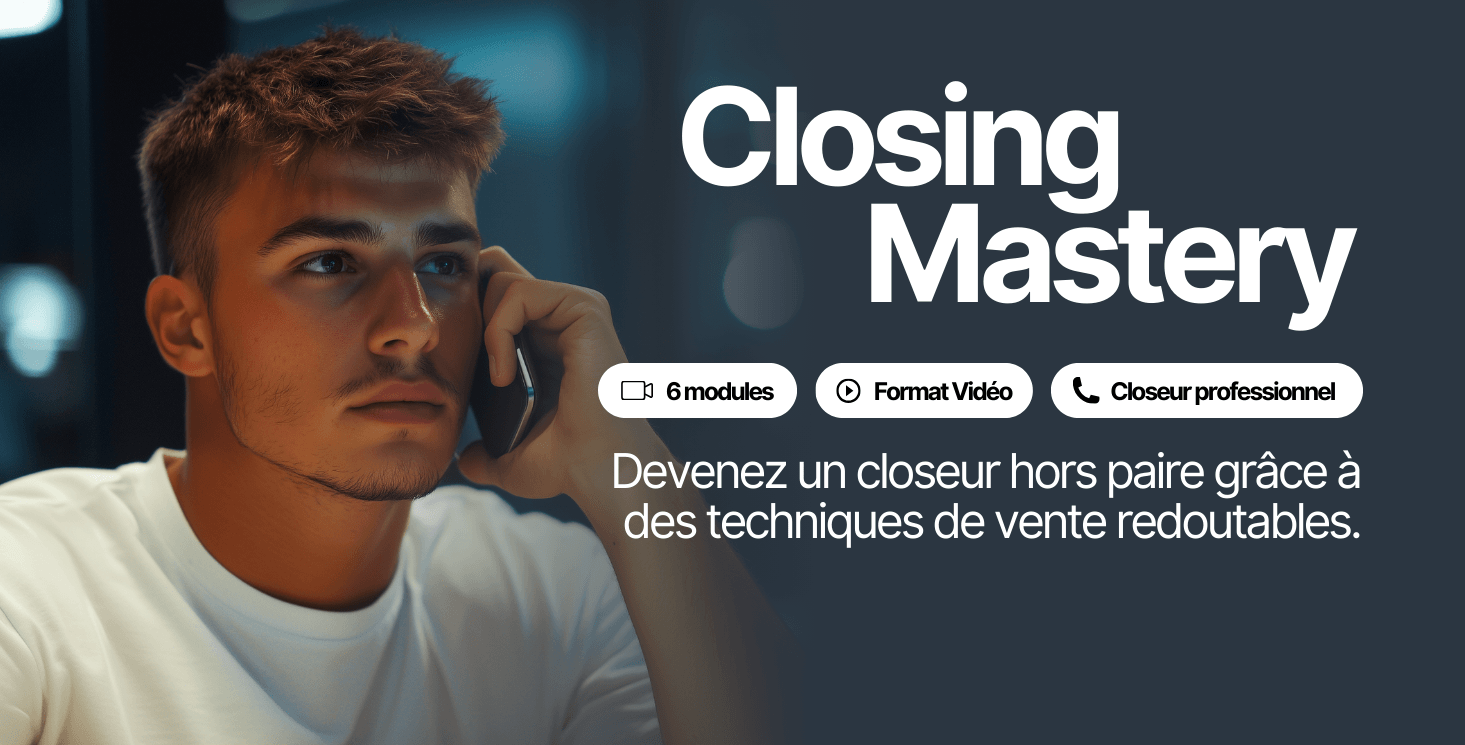 Closing
Mastery
6 modules
Format Vidéo
Closeur professionnel
Devenez un closeur hors paire grâce à
des techniques de vente redoutables.